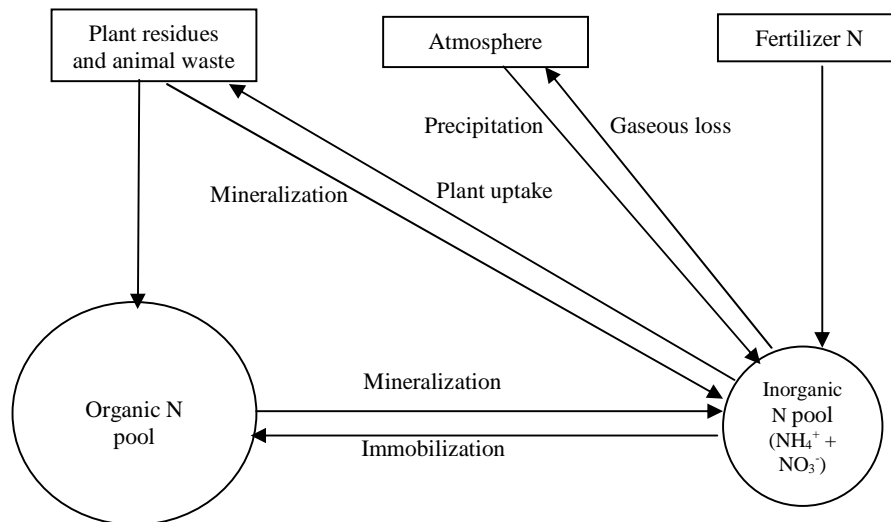 Plant residues
and animal waste
Atmosphere
Fertilizer N
Precipitation
Gaseous loss
Mineralization
Plant uptake
Mineralization
Organic N
pool
Immobilization
Inorganic
N pool
(NH₄⁺ +
NO₃⁻)